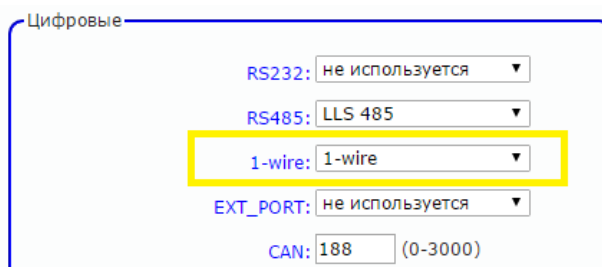 Цифровые
RS232: не используется
RS485: LLS 485
1-wire: 1-wire
EXT_PORT: не используется
CAN: 188 (0-3000)